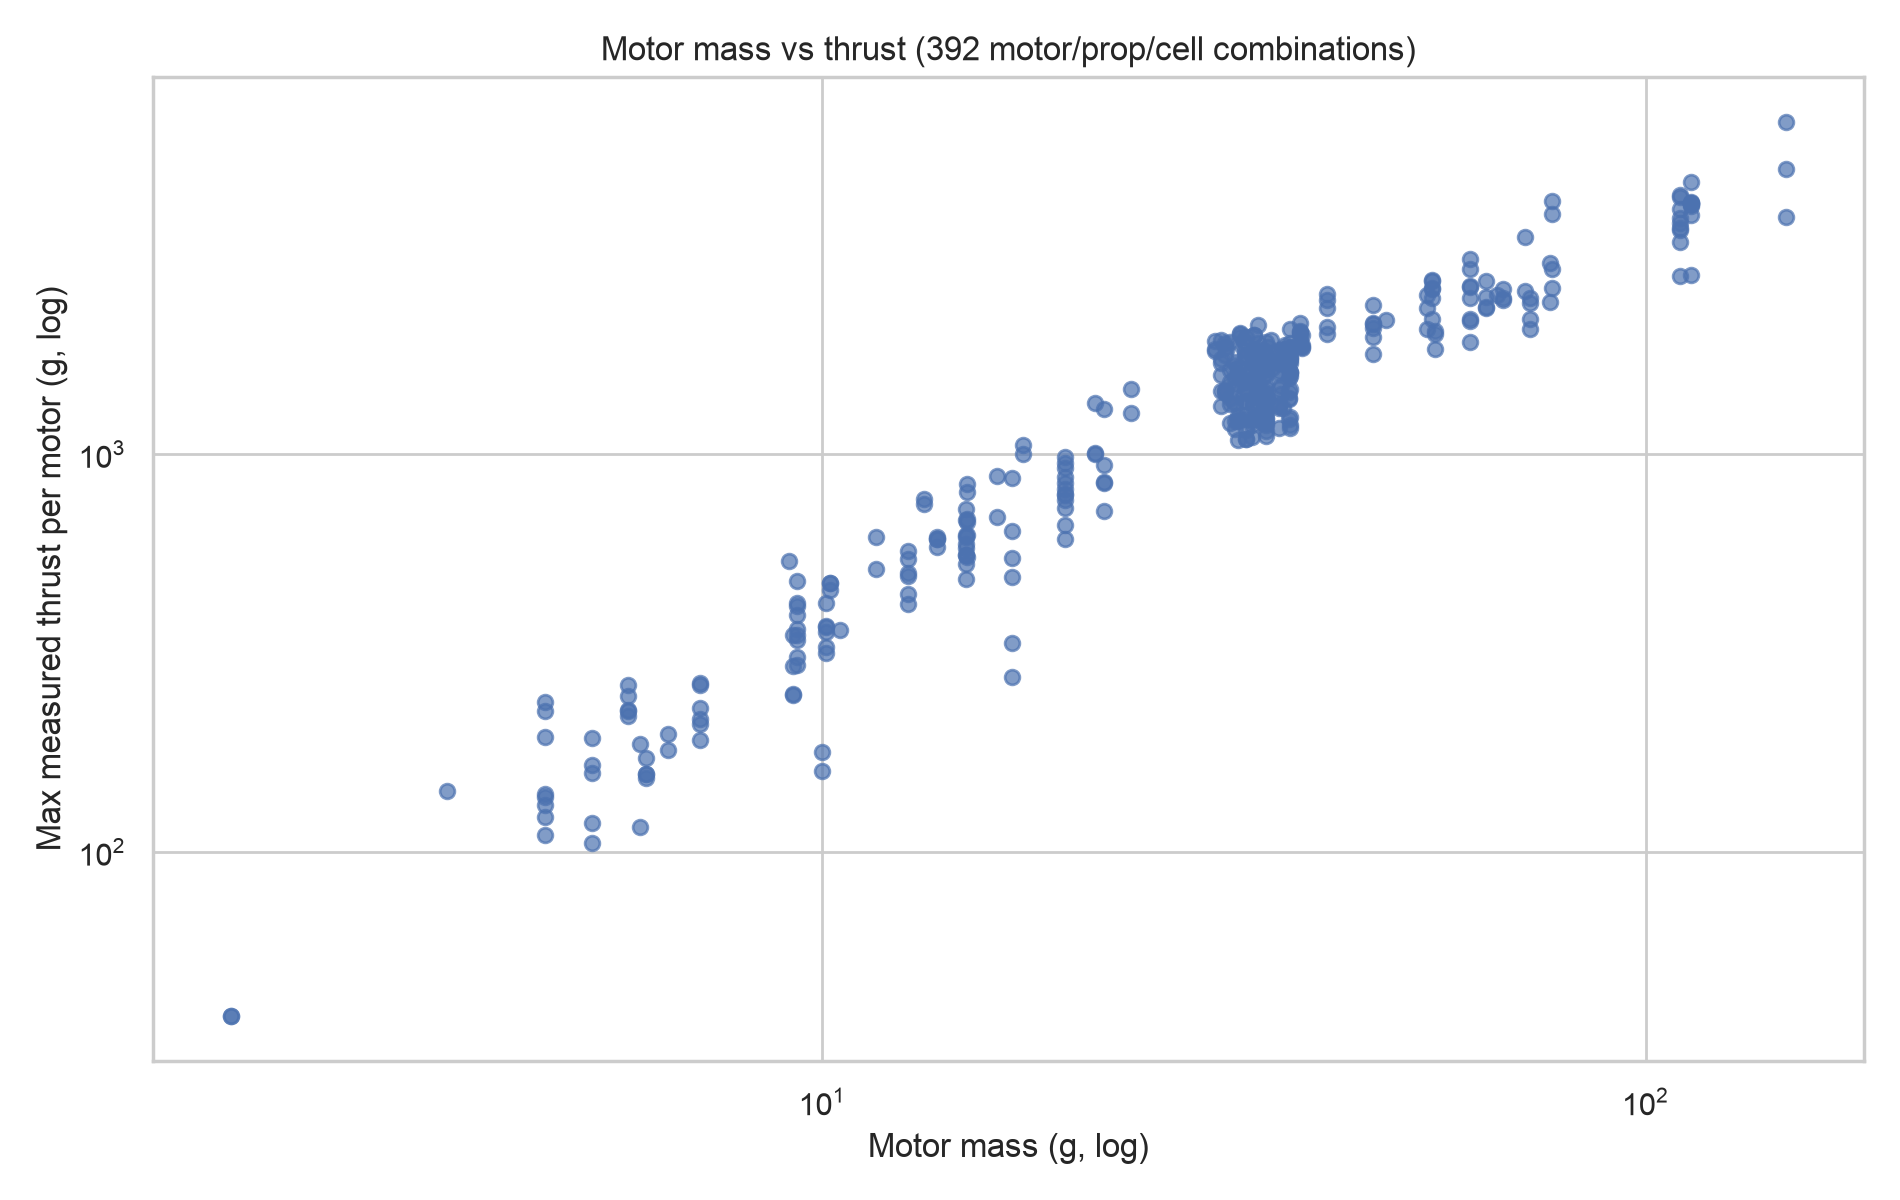 Motor mass vs thrust (392 motor/prop/cell combinations)
Max measured thrust per motor (g, log)
10³
10²
10¹
10²
Motor mass (g, log)